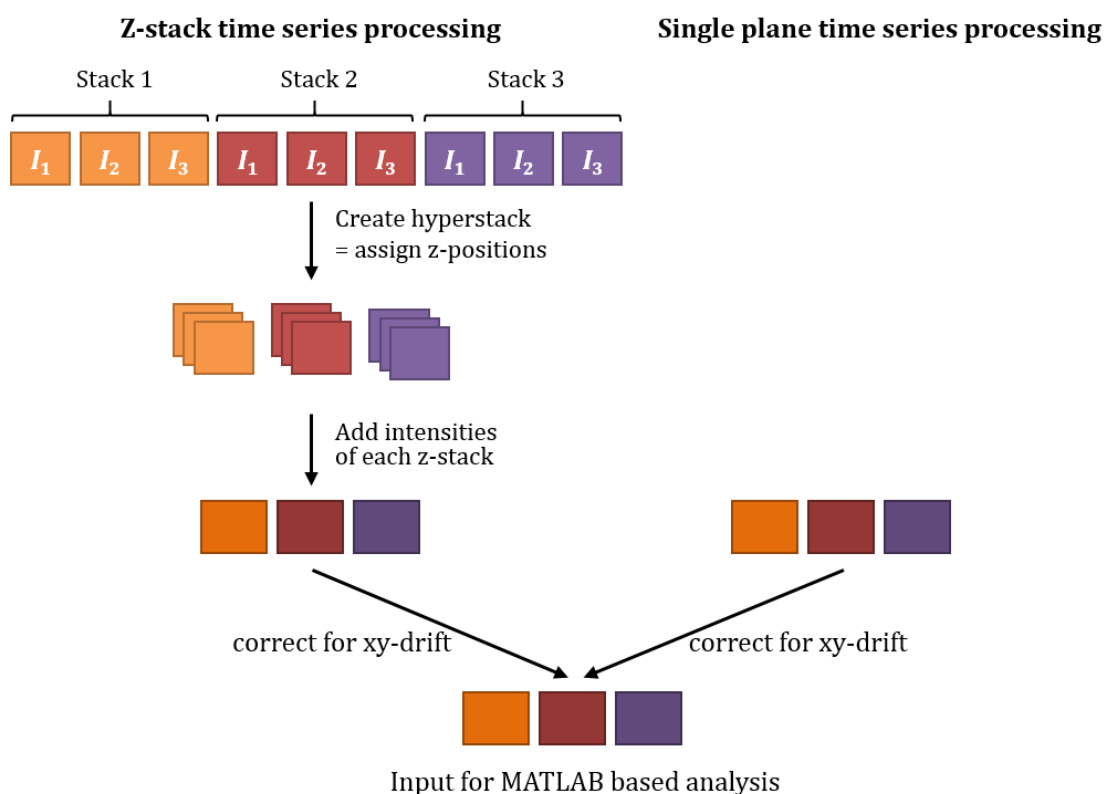 Z-stack time series processing
Single plane time series processing
Stack 1
Stack 2
Stack 3
I₁ I₂ I₃ I₁ I₂ I₃ I₁ I₂ I₃
Create hyperstack
= assign z-positions
Add intensities
of each z-stack
correct for xy-drift
correct for xy-drift
Input for MATLAB based analysis